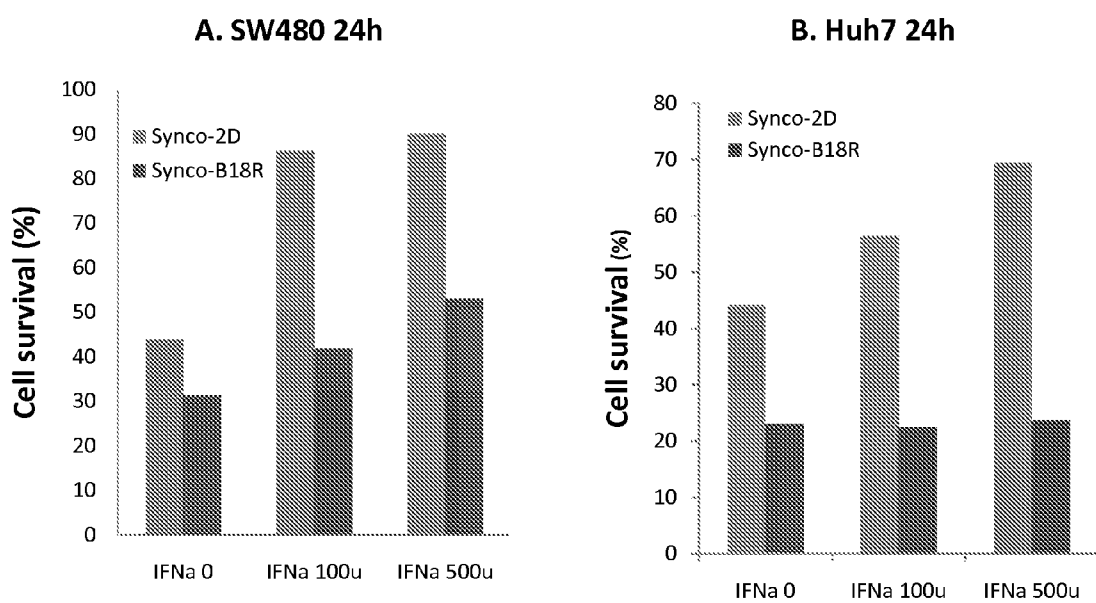 A. SW480 24h
Cell survival (%)
100
90
80
70
60
50
40
30
20
10
0
Synco-2D
Synco-B18R
IFNa 0
IFNa 100u
IFNa 500u
B. Huh7 24h
Cell survival (%)
80
70
60
50
40
30
20
10
0
Synco-2D
Synco-B18R
IFNa 0
IFNa 100u
IFNa 500u